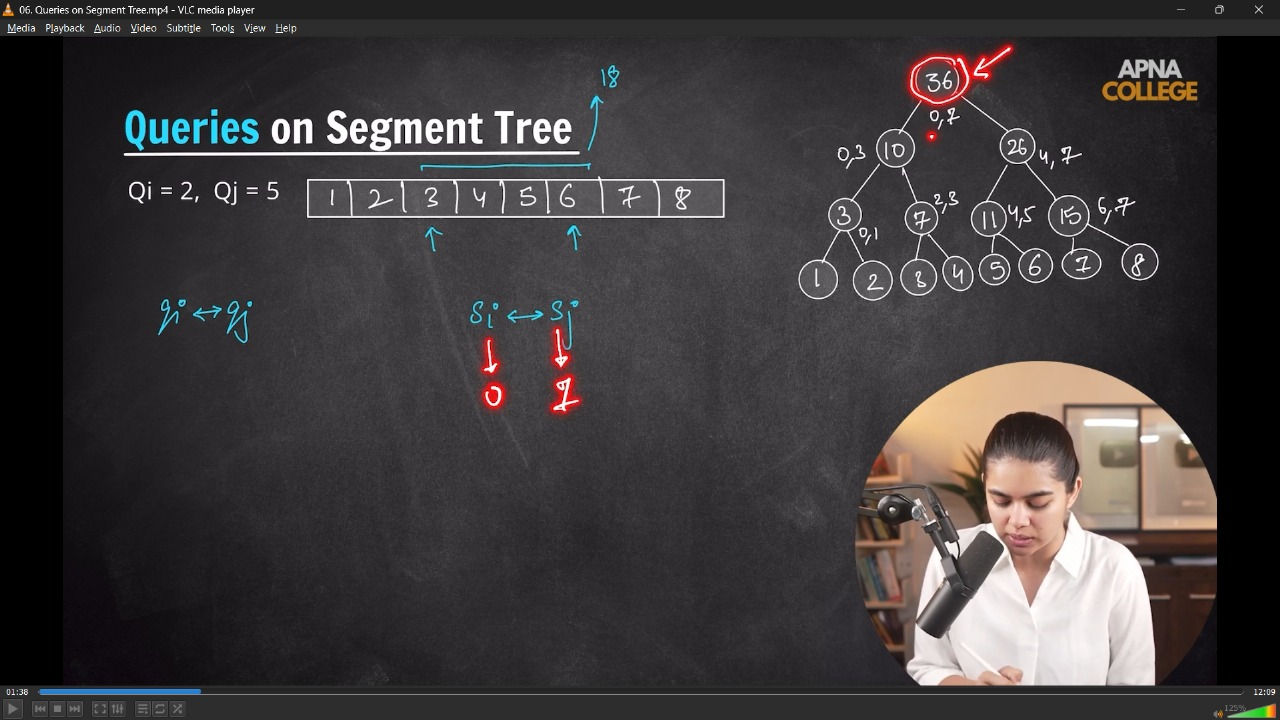 06. Queries on Segment Tree.mp4 - VLC media player
Media Playback Audio Video Subtitle Tools View Help
18
36
APNA
COLLEGE
Queries on Segment Tree
0,7
0,3 10 26 4,7
Qi = 2, Qj = 5
1 2 3 4 5 6 7 8
3 0,1 7 2,3 11 4,5 15 6,7
1 2 3 4 5 6 7 8
qi ↔ qj
si ↔ sj
0 7
01:38 12:09
125%